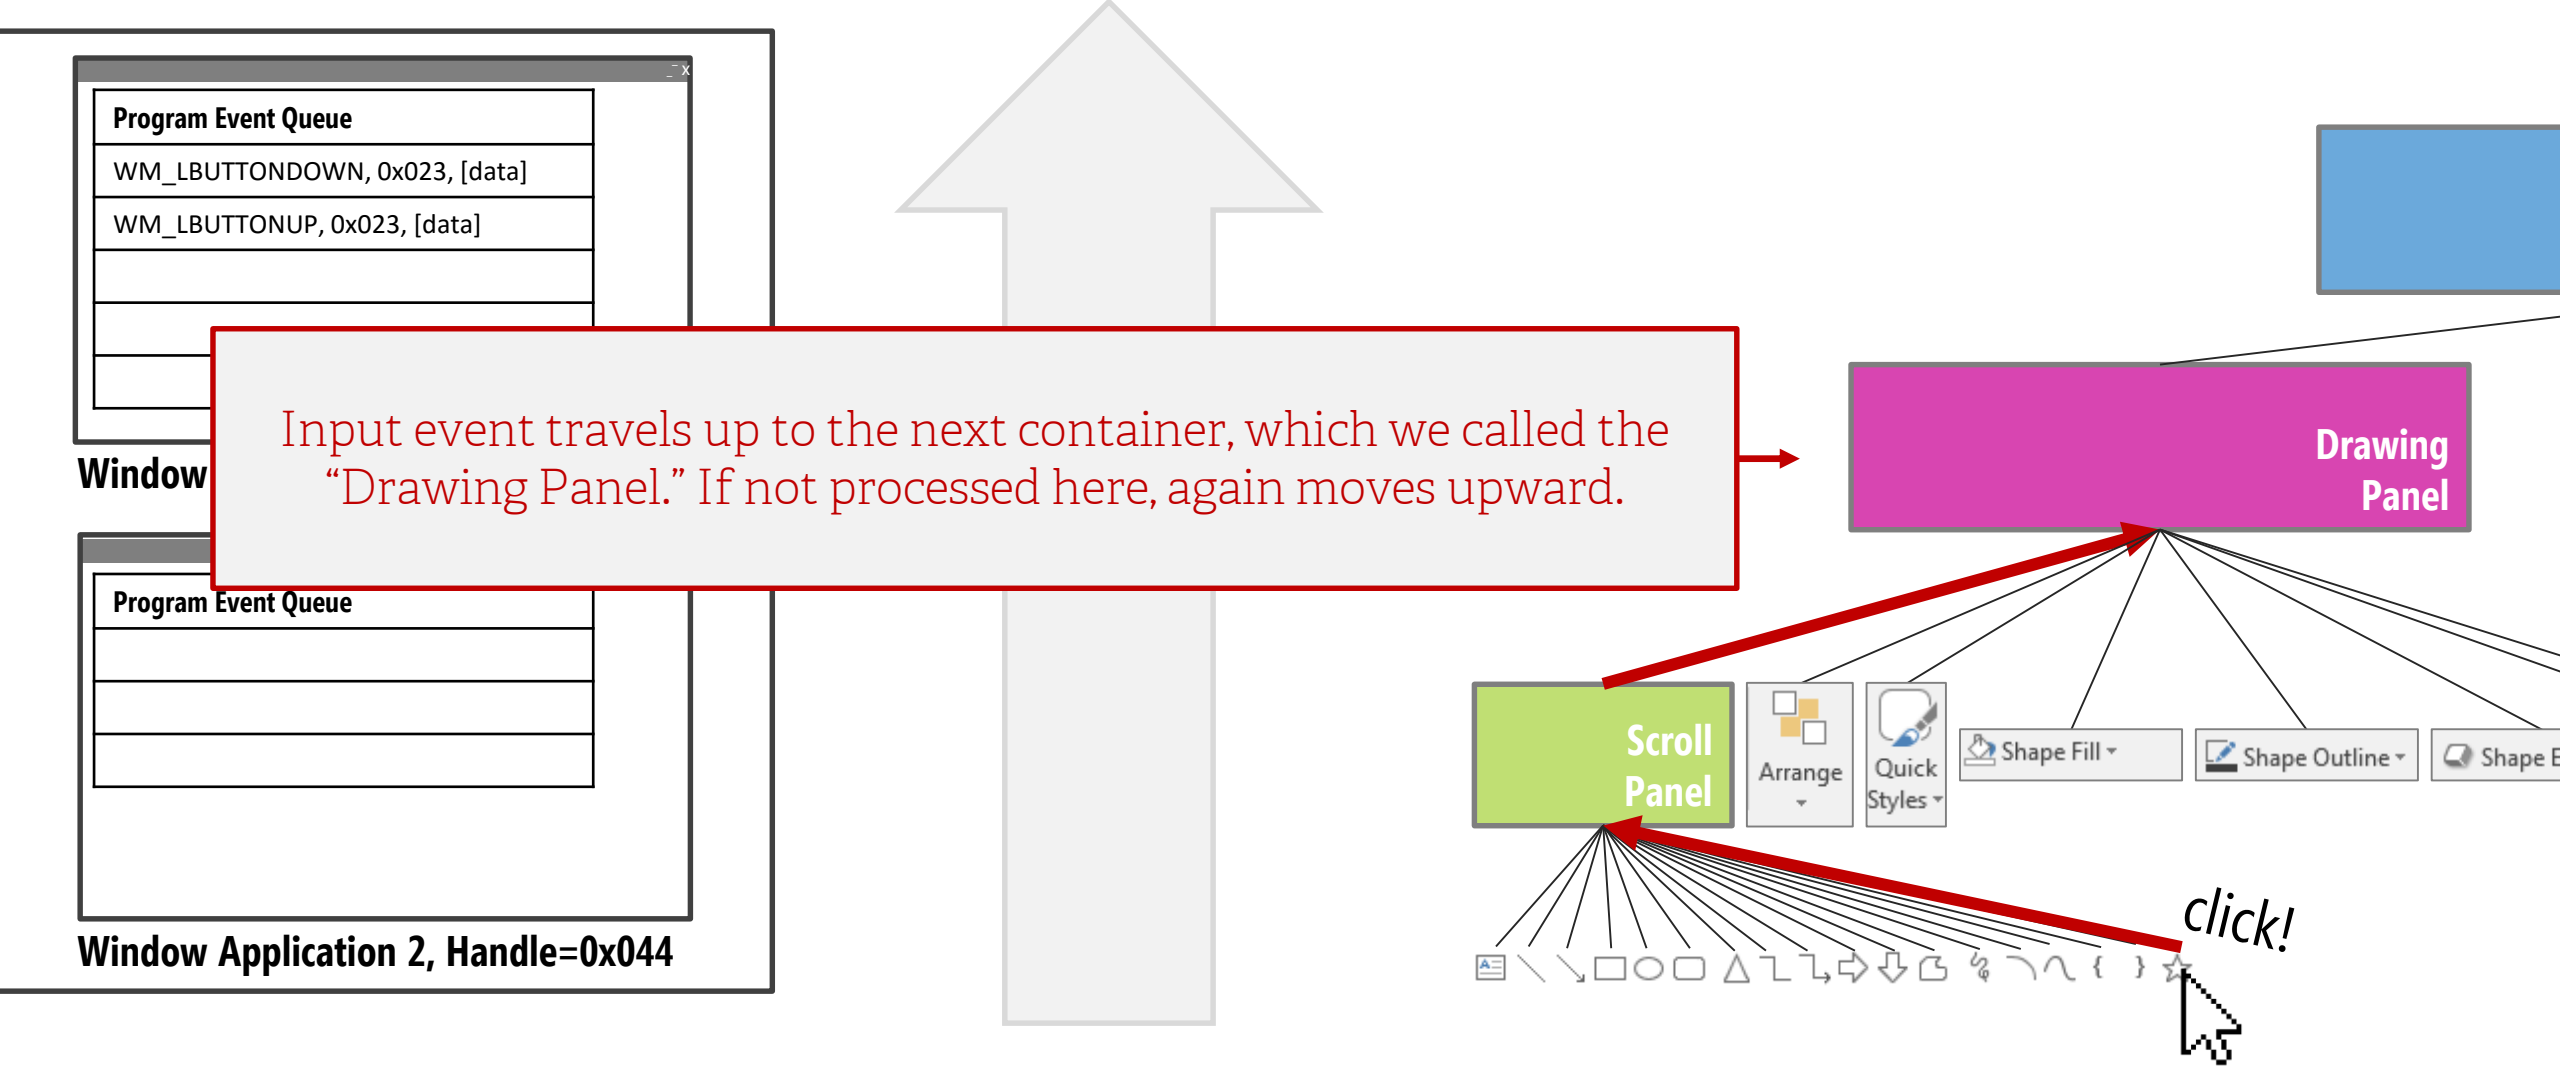 Program Event Queue
WM_LBUTTONDOWN, 0x023, [data]
WM_LBUTTONUP, 0x023, [data]
Window
Input event travels up to the next container, which we called the
“Drawing Panel.” If not processed here, again moves upward.
Program Event Queue
Window Application 2, Handle=0x044
Drawing
Panel
Scroll
Panel
Arrange
Quick
Styles
Shape Fill
Shape Outline
Shape E
click!